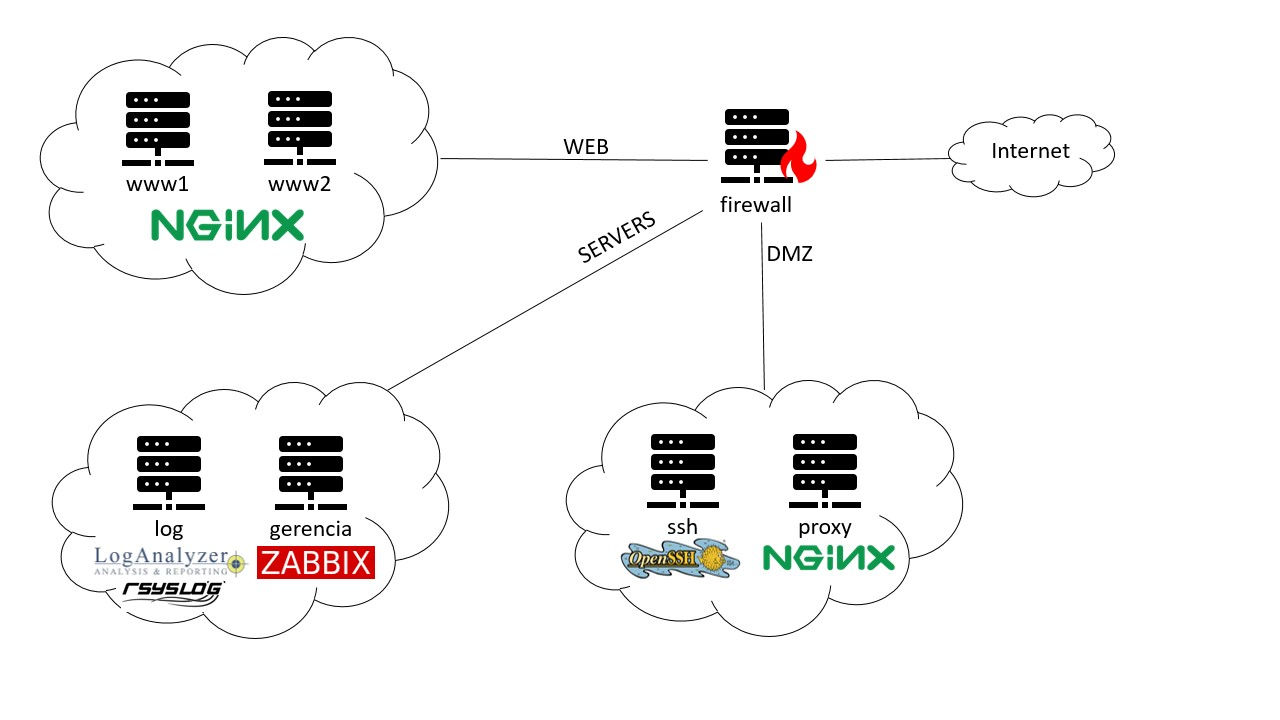 www1
www2
NGINX
WEB
firewall
Internet
SERVERS
DMZ
log
gerencia
LogAnalyzer
ANALYSIS & REPORTING
RSYSLOG
ZABBIX
ssh
proxy
OpenSSH
NGINX